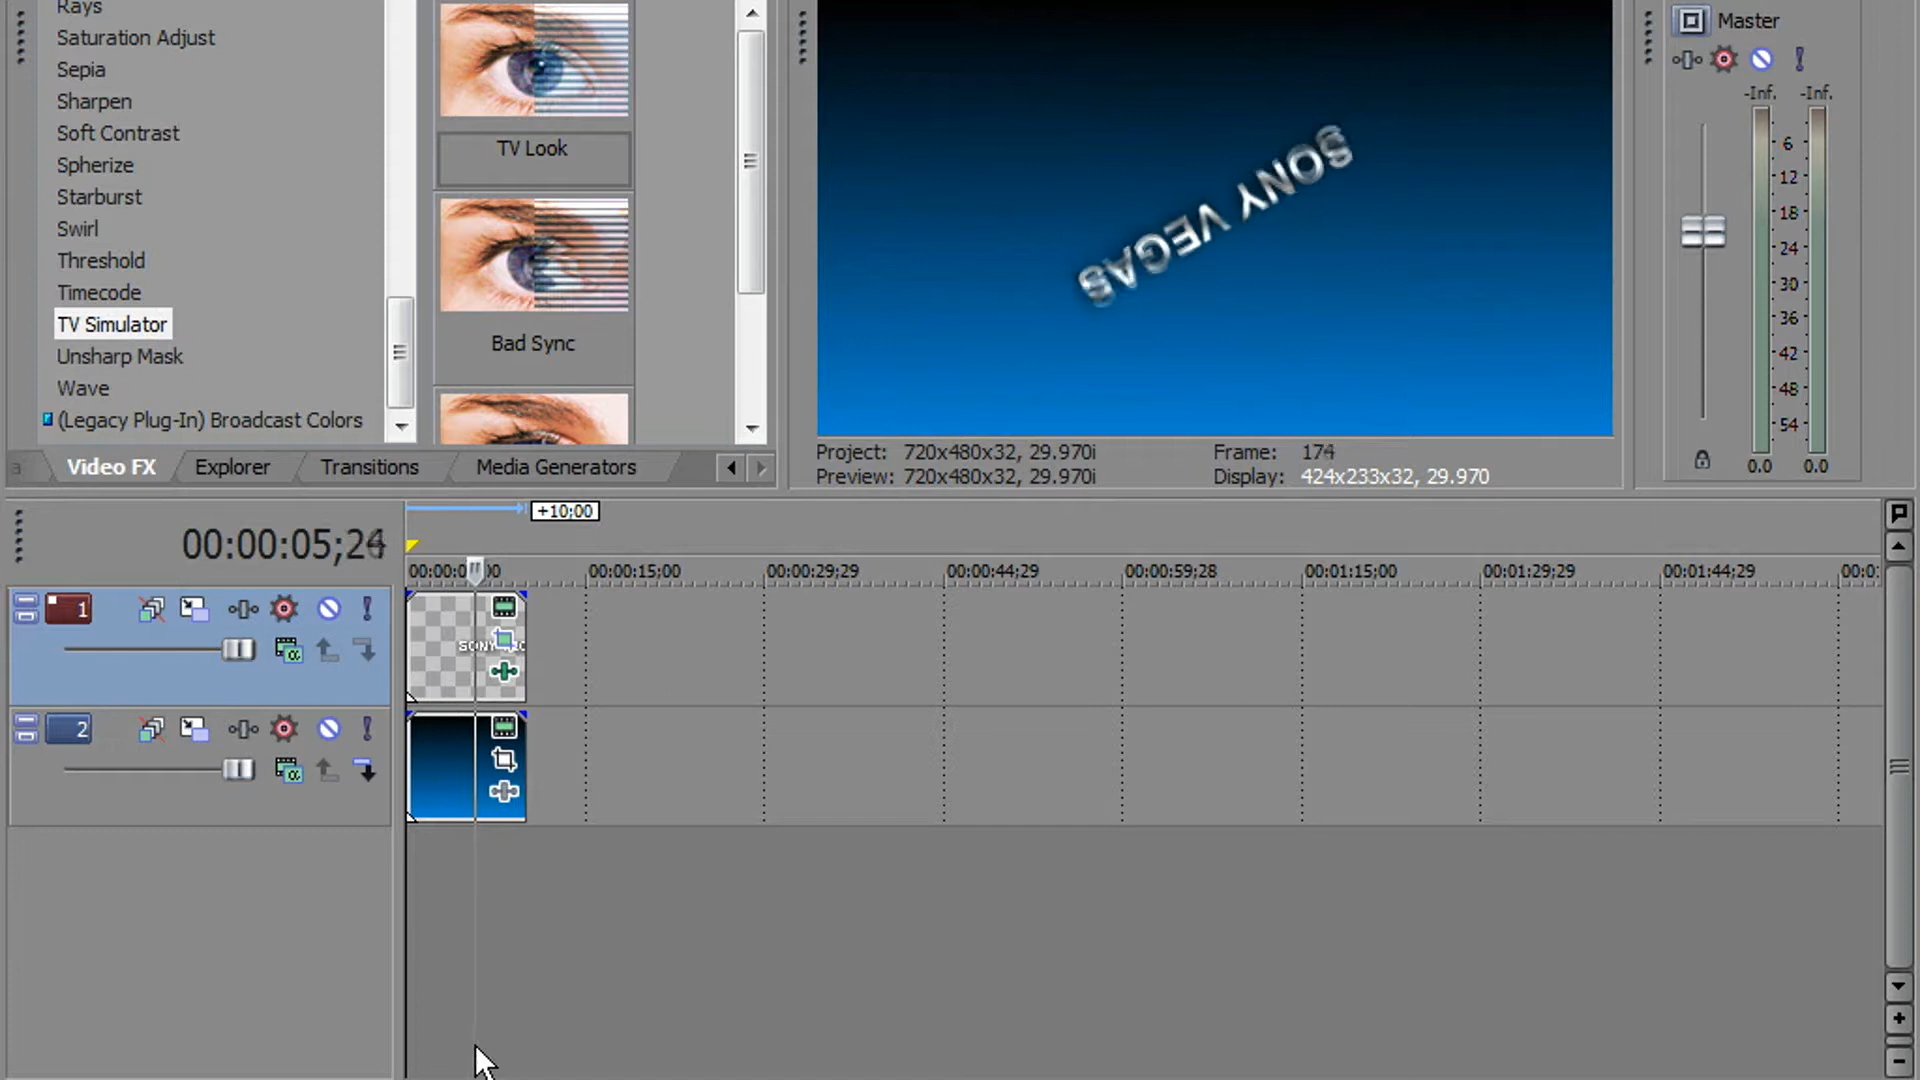 Rays
Saturation Adjust
Sepia
Sharpen
Soft Contrast
Spherize
Starburst
Swirl
Threshold
Timecode
TV Simulator
Unsharp Mask
Wave
(Legacy Plug-In) Broadcast Colors
TV Look
Bad Sync
Video FX
Explorer
Transitions
Media Generators
SONY VEGAS
Project: 720x480x32, 29.970i
Frame: 174
Preview: 720x480x32, 29.970i
Display: 424x233x32, 29.970
Master
-Inf. -Inf.
6
12
18
24
30
36
42
48
54
0.0 0.0
+10;00
00:00:05;24
00:00:15;00
00:00:29;29
00:00:44;29
00:00:59;28
00:01:15;00
00:01:29;29
00:01:44;29
1
2